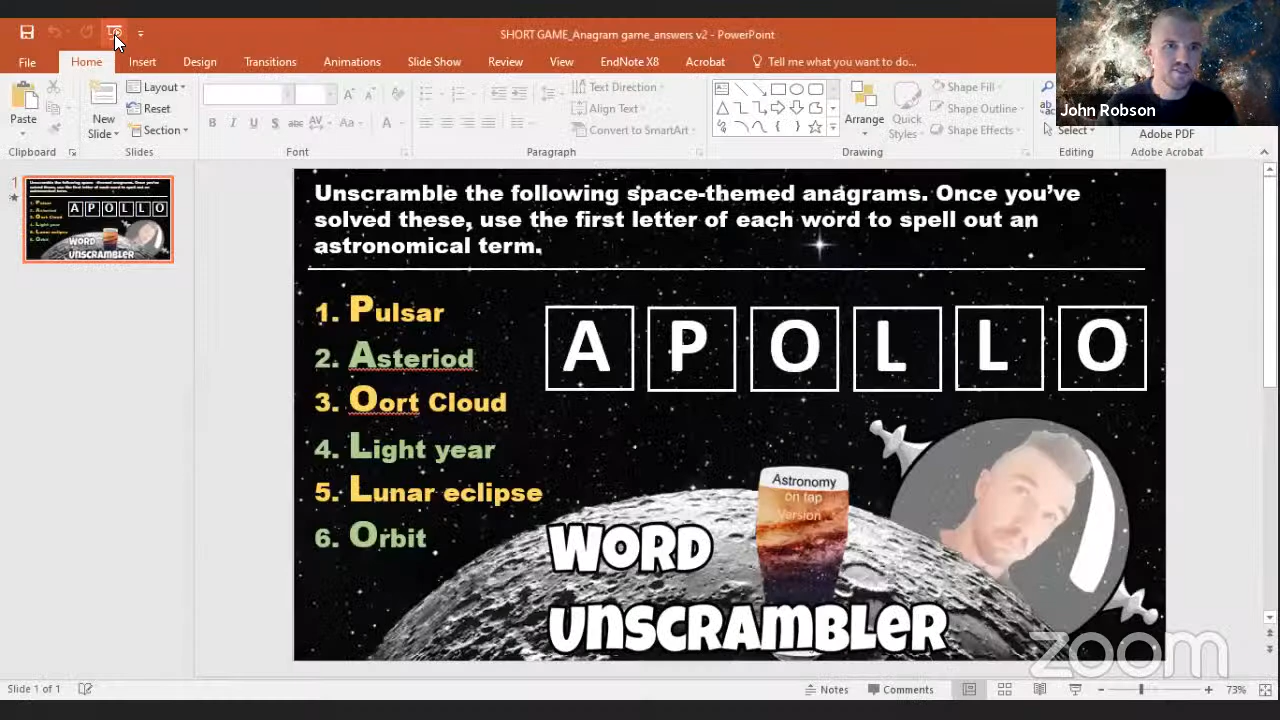 SHORT GAME_Anagram game_answers v2 - PowerPoint
File Home Insert Design Transitions Animations Slide Show Review View EndNote X8 Acrobat Tell me what you want to do...
John Robson
Paste
New
Slide
Layout
Reset
Section
B I U S abc AV Aa A
Text Direction
Align Text
Convert to SmartArt
Arrange
Quick
Styles
Shape Fill
Shape Outline
Shape Effects
Select
Adobe PDF
Clipboard Slides Font Paragraph Drawing Editing Adobe Acrobat
1
Unscramble the following space-themed anagrams. Once you've
solved these, use the first letter of each word to spell out an
astronomical term.
1. Pulsar
2. Asteriod
3. Oort Cloud
4. Light year
5. Lunar eclipse
6. Orbit
A P O L L O
Astronomy
on tap
Version
WORD
UNSCRAMBLER
zoom
Slide 1 of 1 Notes Comments 73%